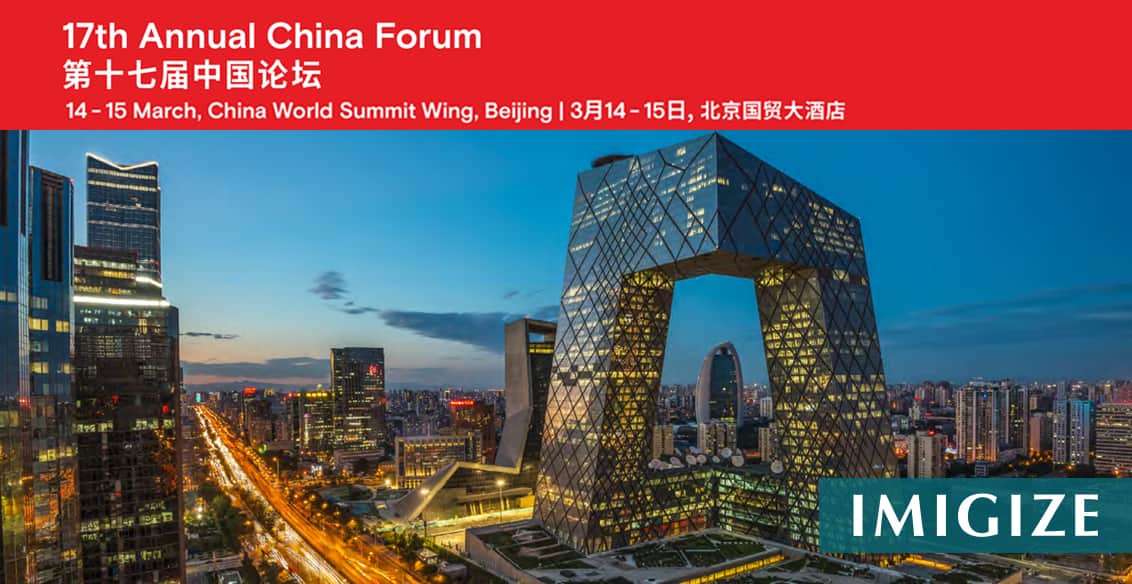 17th Annual China Forum
第十七届中国论坛
14 – 15 March, China World Summit Wing, Beijing | 3月14 – 15日, 北京国贸大酒店
IMIGIZE